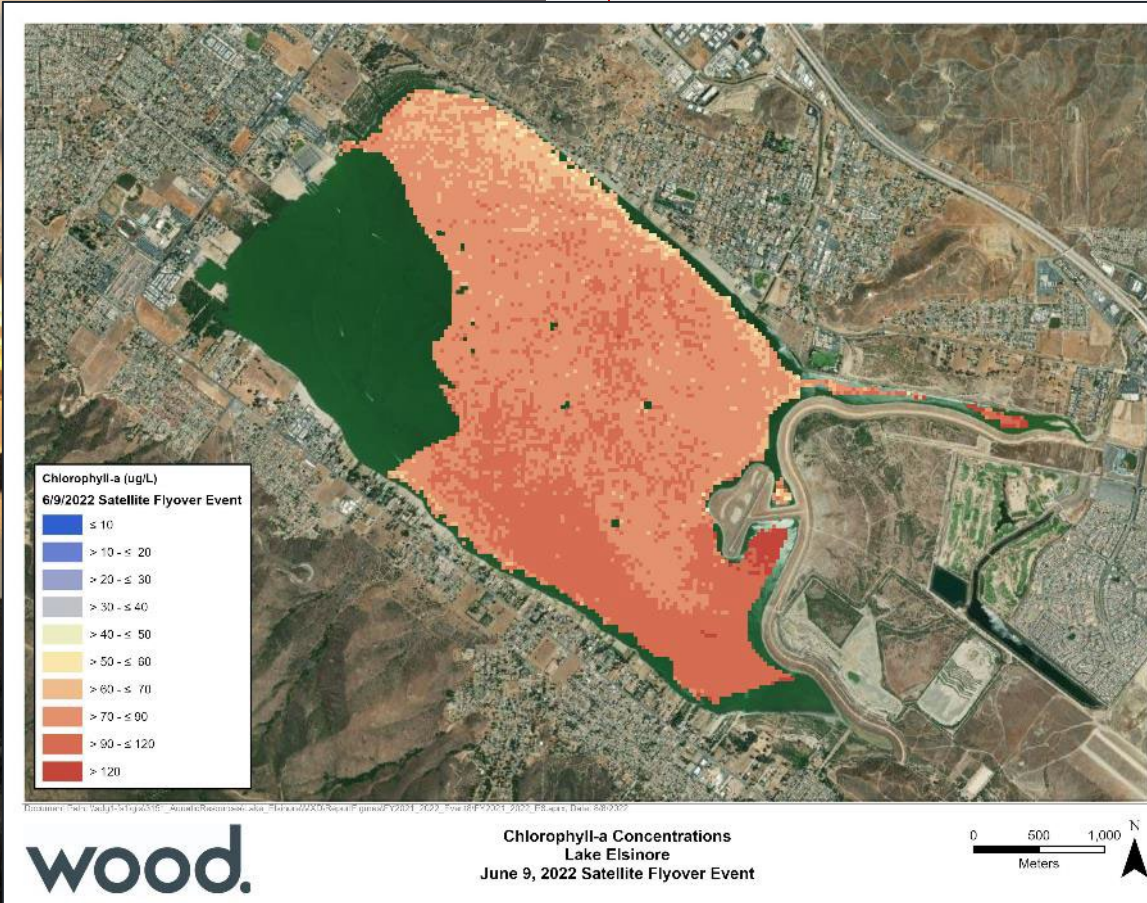 Chlorophyll-a (ug/L)
6/9/2022 Satellite Flyover Event
≤ 10
> 10 - ≤ 20
> 20 - ≤ 30
> 30 - ≤ 40
> 40 - ≤ 50
> 50 - ≤ 60
> 60 - ≤ 70
> 70 - ≤ 90
> 90 - ≤ 120
> 120
Document Path:
wood.
Chlorophyll-a Concentrations
Lake Elsinore
June 9, 2022 Satellite Flyover Event
0 500 1,000
Meters
N